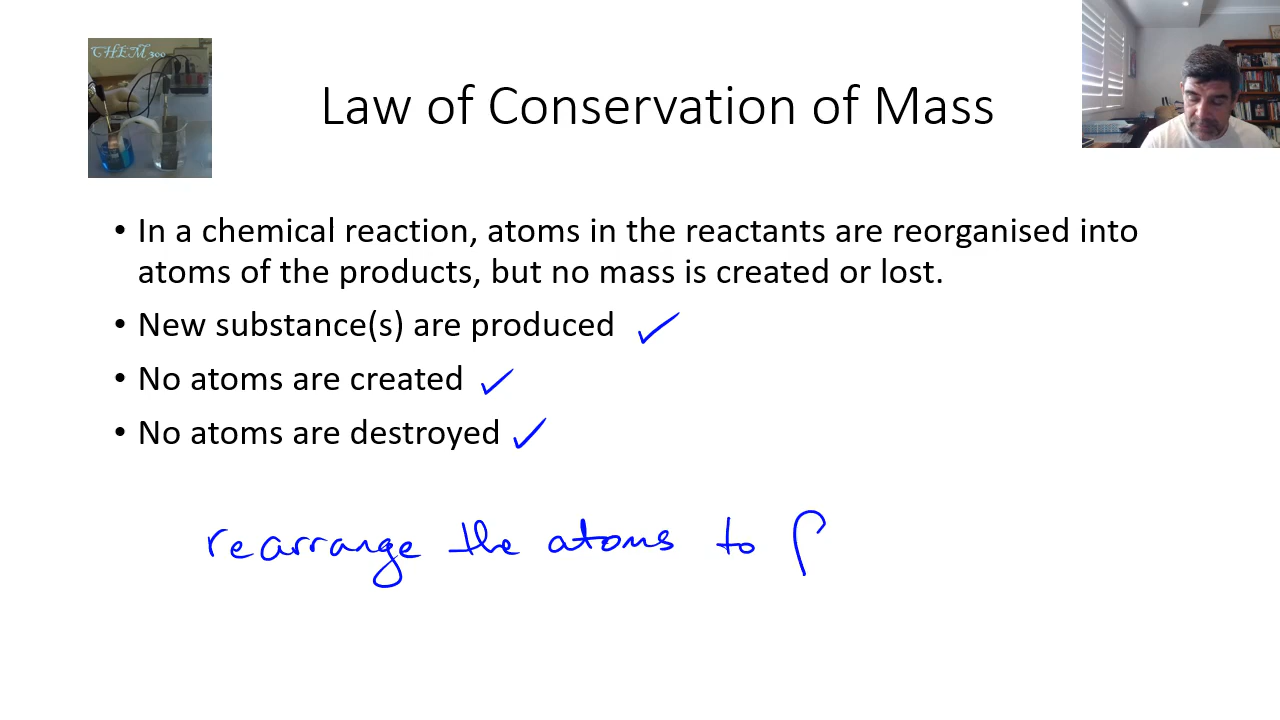 CHEM300
Law of Conservation of Mass
• In a chemical reaction, atoms in the reactants are reorganised into
atoms of the products, but no mass is created or lost.
• New substance(s) are produced ✓
• No atoms are created ✓
• No atoms are destroyed ✓
rearrange the atoms to